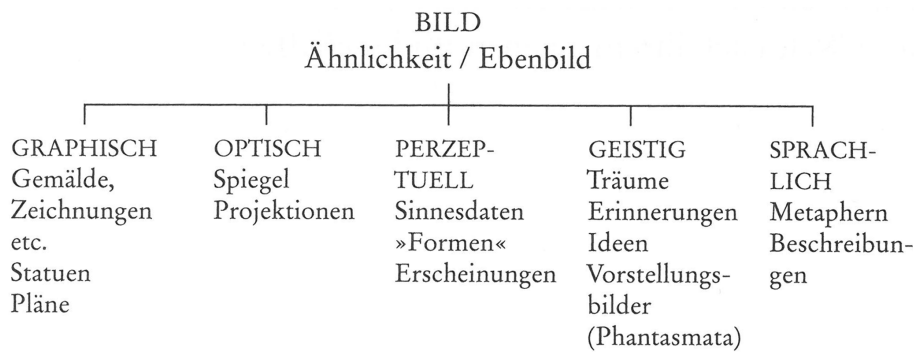 BILD
Ähnlichkeit / Ebenbild
GRAPHISCH
Gemälde,
Zeichnungen
etc.
Statuen
Pläne
OPTISCH
Spiegel
Projektionen
PERZEP-
TUELL
Sinnesdaten
»Formen«
Erscheinungen
GEISTIG
Träume
Erinnerungen
Ideen
Vorstellungs-
bilder
(Phantasmata)
SPRACH-
LICH
Metaphern
Beschreibun-
gen